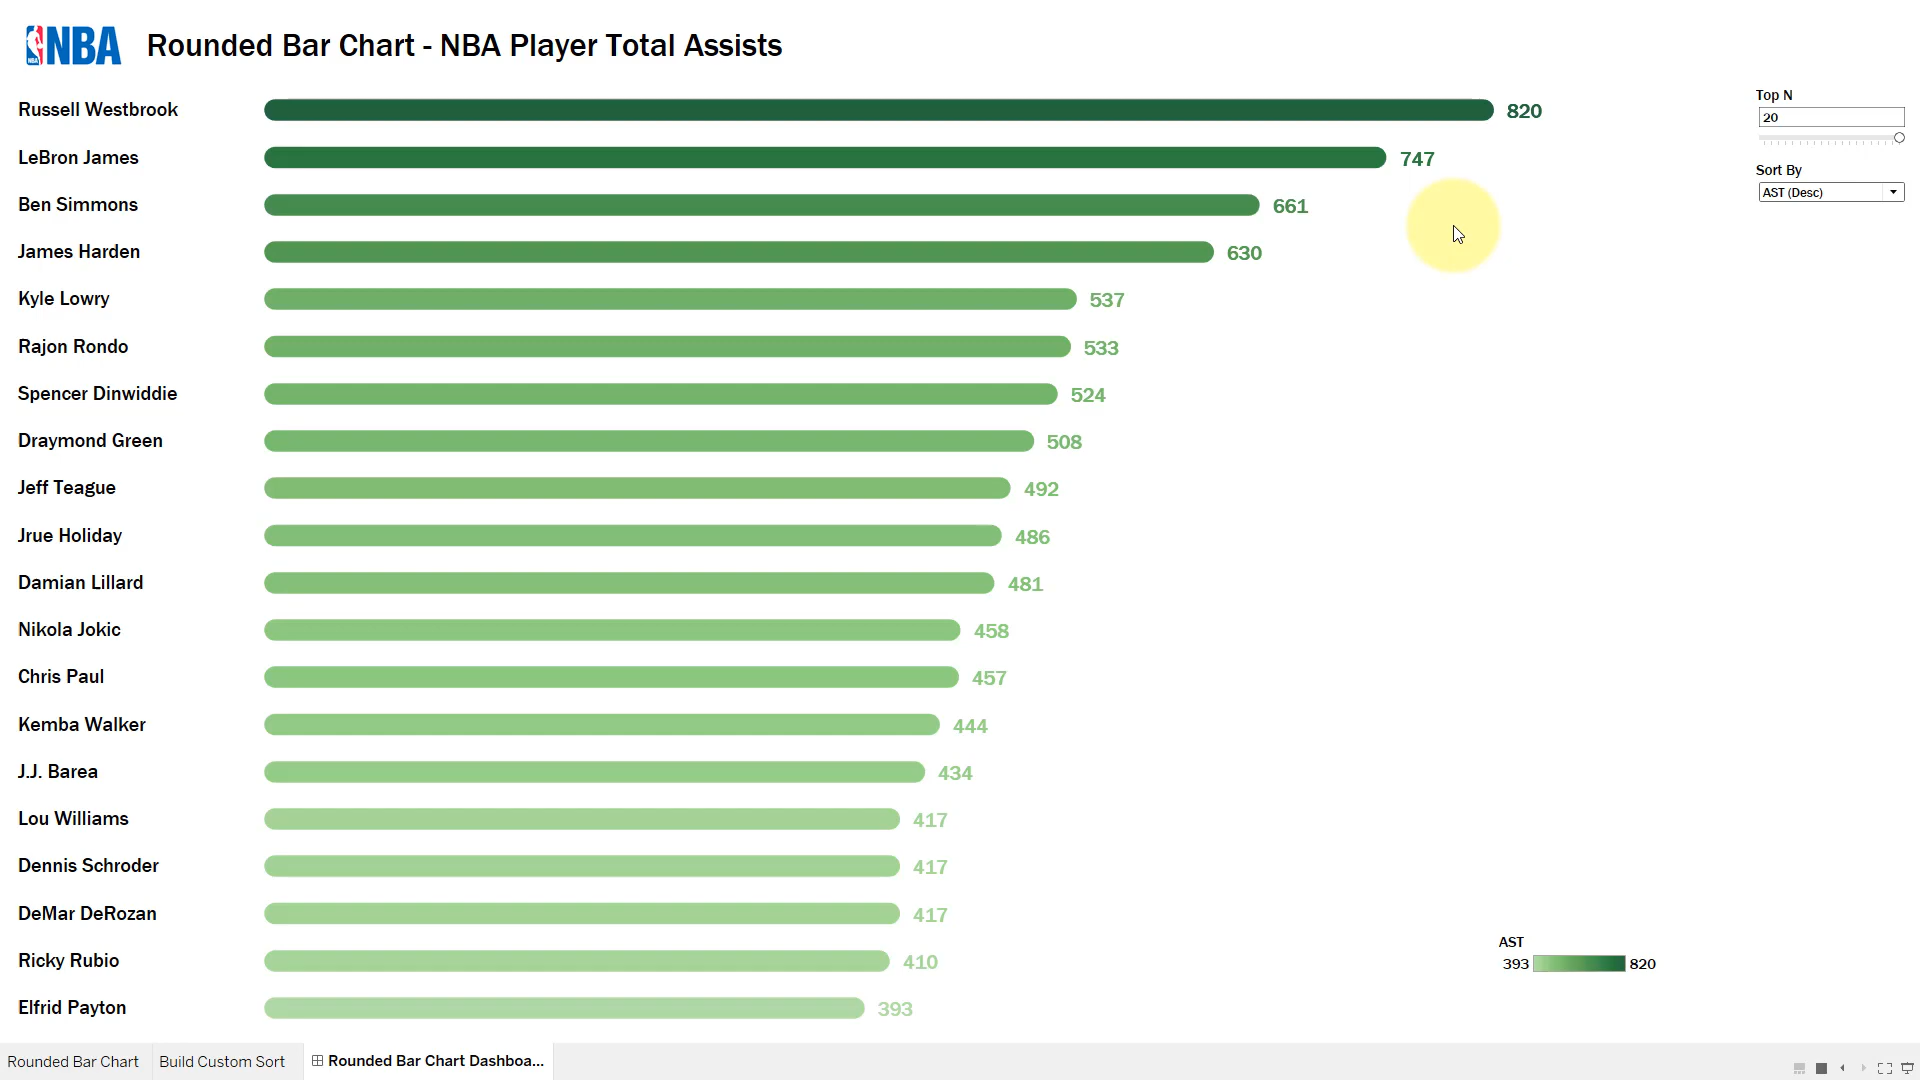 NBA
NBA
Rounded Bar Chart - NBA Player Total Assists
Russell Westbrook 820
LeBron James 747
Ben Simmons 661
James Harden 630
Kyle Lowry 537
Rajon Rondo 533
Spencer Dinwiddie 524
Draymond Green 508
Jeff Teague 492
Jrue Holiday 486
Damian Lillard 481
Nikola Jokic 458
Chris Paul 457
Kemba Walker 444
J.J. Barea 434
Lou Williams 417
Dennis Schroder 417
DeMar DeRozan 417
Ricky Rubio 410
Elfrid Payton 393
Top N
20
Sort By
AST (Desc)
AST
393 820
Rounded Bar Chart Build Custom Sort Rounded Bar Chart Dashboa...